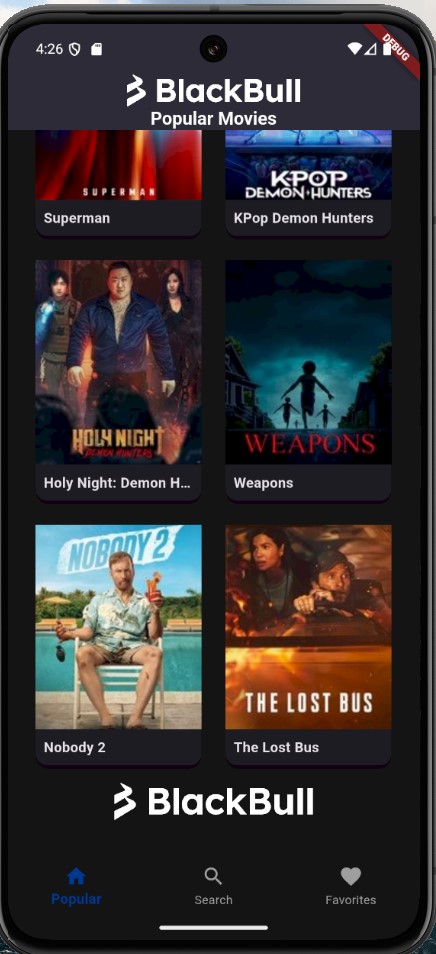 4:26
DEBUG
BlackBull
Popular Movies
SUPERMAN
KPOP
DEMON HUNTERS
Superman
KPop Demon Hunters
HOLY NIGHT
DEMON HUNTERS
WEAPONS
Holy Night: Demon H...
Weapons
NOBODY 2
THE LOST BUS
Nobody 2
The Lost Bus
BlackBull
Popular
Search
Favorites